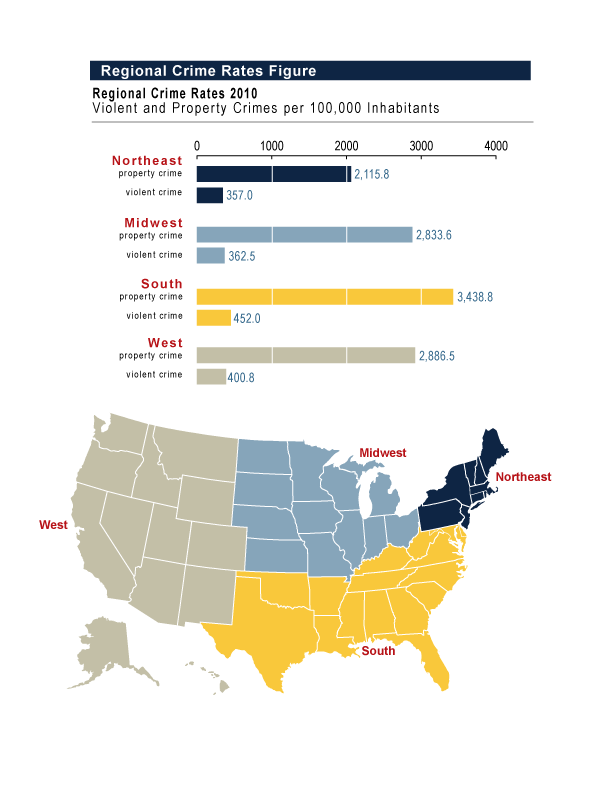 Regional Crime Rates Figure
Regional Crime Rates 2010
Violent and Property Crimes per 100,000 Inhabitants
0 1000 2000 3000 4000
Northeast
property crime 2,115.8
violent crime 357.0
Midwest
property crime 2,833.6
violent crime 362.5
South
property crime 3,438.8
violent crime 452.0
West
property crime 2,886.5
violent crime 400.8
Midwest
Northeast
West
South